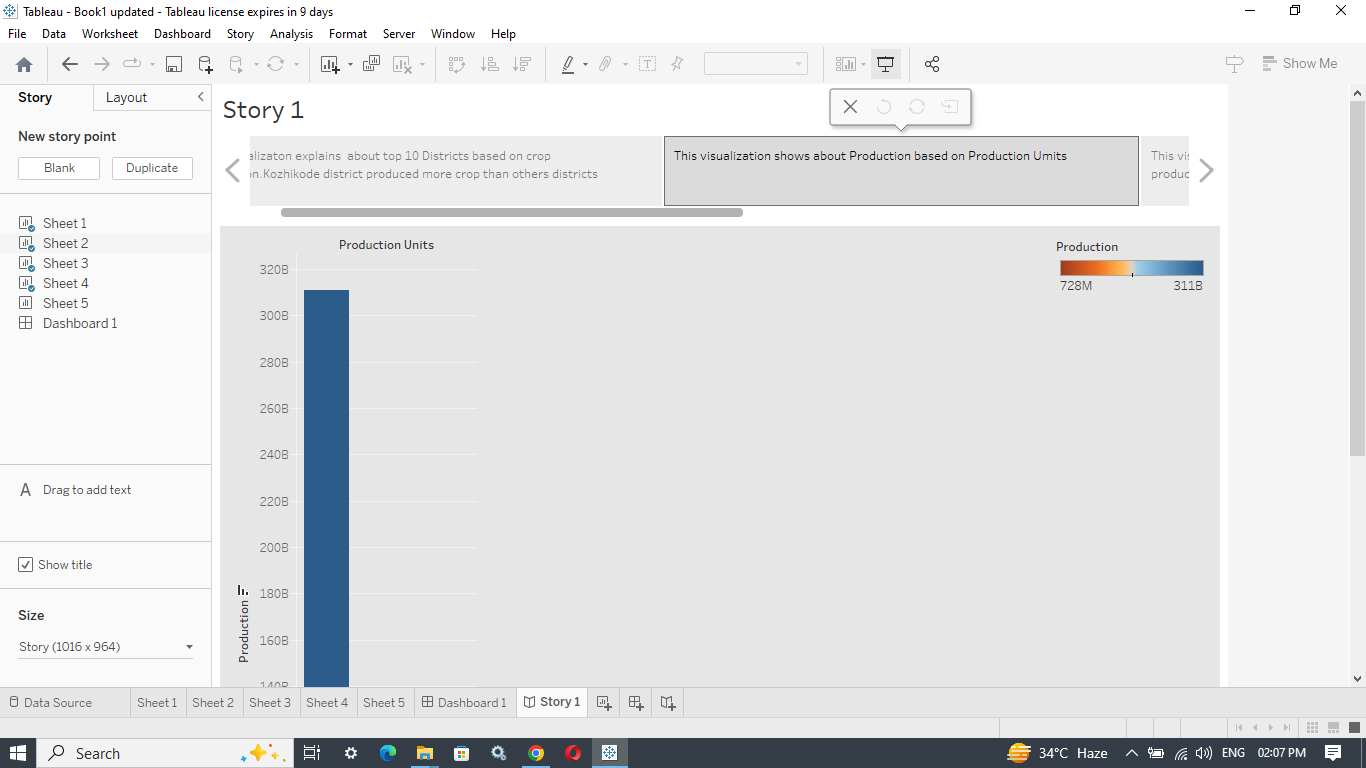 Tableau - Book1 updated - Tableau license expires in 9 days
File Data Worksheet Dashboard Story Analysis Format Server Window Help
Show Me
Story Layout
New story point
Blank Duplicate
Sheet 1
Sheet 2
Sheet 3
Sheet 4
Sheet 5
Dashboard 1
A Drag to add text
Show title
Size
Story (1016 x 964)
Story 1
alizaton explains about top 10 Districts based on crop
on.Kozhikode district produced more crop than others districts
This visualization shows about Production based on Production Umits
This vis
produc
Production Units
320B
300B
280B
260B
240B
220B
200B
180B
160B
140B
Production
Production
728M 311B
Data Source Sheet 1 Sheet 2 Sheet 3 Sheet 4 Sheet 5 Dashboard 1 Story 1
Search
34°C Haze
ENG
02:07 PM